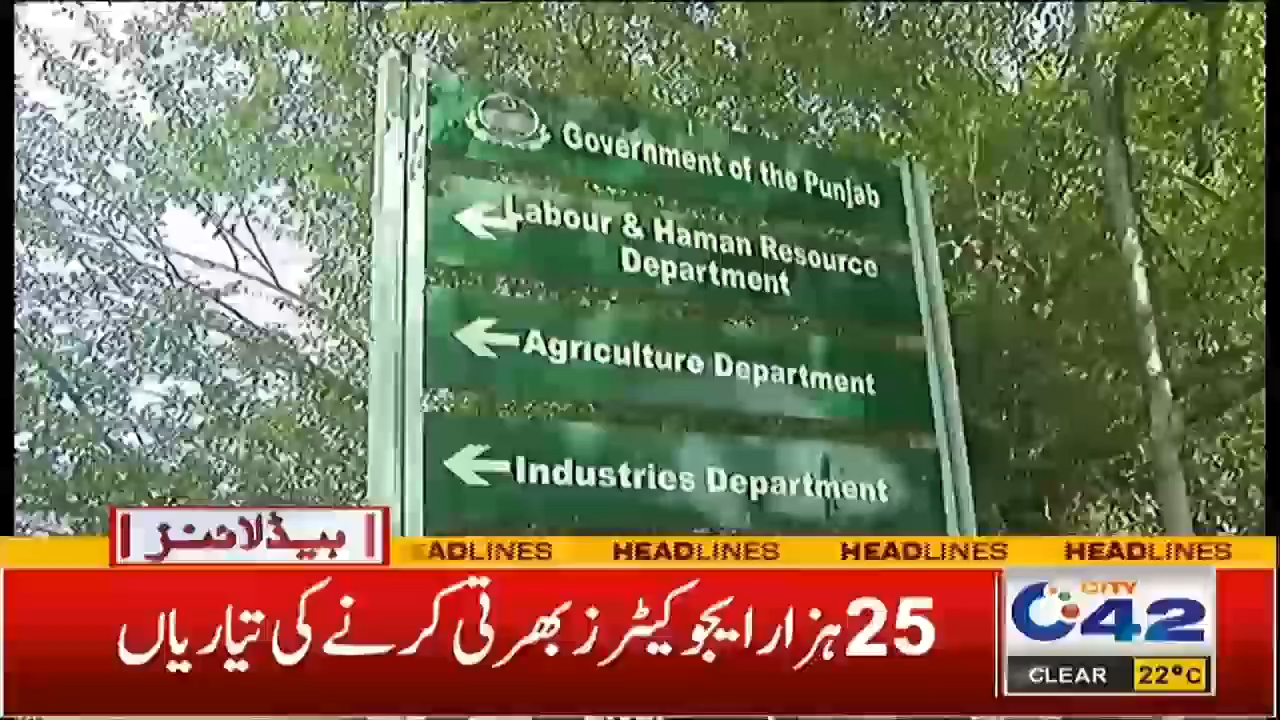 Government of the Punjab
Labour & Haman Resource
Department
Agriculture Department
Industries Department
ہیڈلائنز
ADLINES HEADLINES HEADLINES HEADLINES
25 ہزار ایجوکیٹرز بھرتی کرنے کی تیاریاں
CITY
42
CLEAR 22°C